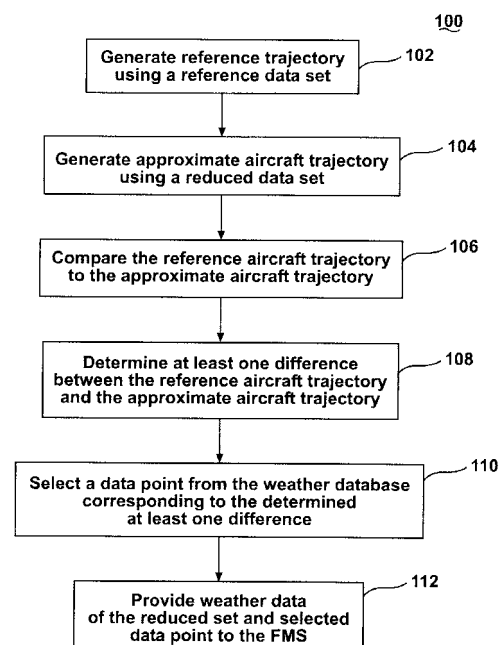 100
Generate reference trajectory
using a reference data set
102
Generate approximate aircraft trajectory
using a reduced data set
104
Compare the reference aircraft trajectory
to the approximate aircraft trajectory
106
Determine at least one difference
between the reference aircraft trajectory
and the approximate aircraft trajectory
108
Select a data point from the weather database
corresponding to the determined
at least one difference
110
Provide weather data
of the reduced set and selected
data point to the FMS
112